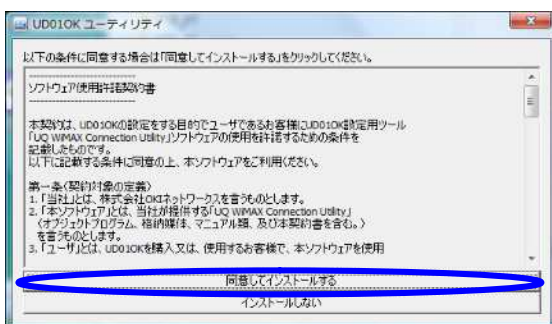 UD01OK ユーティリティ
以下の条件に同意する場合は「同意してインストールする」をクリックしてください。
ソフトウェア使用許諾契約書
本契約は、UD01OKの設定をする目的でユーザであるお客様にUD01OK設定用ツール
「UQ WiMAX Connection Utility」ソフトウェアの使用を許諾するための条件を
記載したものです。
以下に記載する条件に同意の上、本ソフトウェアをご利用ください。
第一条(契約対象の定義)
1.「当社」とは、株式会社OKIネットワークスを言うものとします。
2.「本ソフトウェア」とは、当社が提供する「UQ WiMAX Connection Utility」
(オブジェクトプログラム、格納媒体、マニュアル類、及び本契約書を含む。)
を言うものとします。
3.「ユーザ」とは、UD01OKを購入又は、使用するお客様で、本ソフトウェアを使用
同意してインストールする
インストールしない